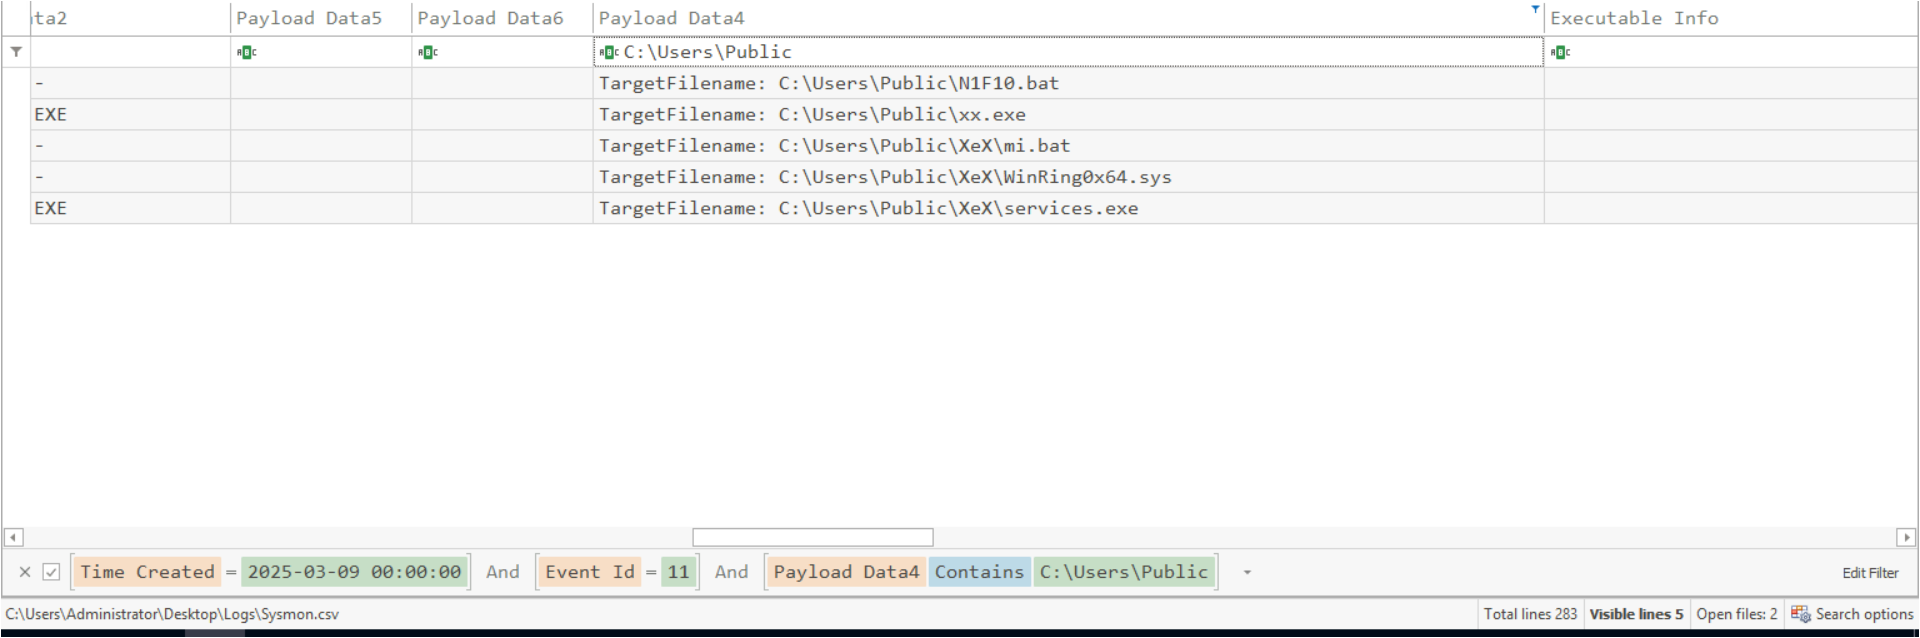 ta2 Payload Data5 Payload Data6 Payload Data4 Executable Info
ABC ABC ABC C:\Users\Public ABC
- TargetFilename: C:\Users\Public\N1F10.bat
EXE TargetFilename: C:\Users\Public\xx.exe
- TargetFilename: C:\Users\Public\XeX\mi.bat
- TargetFilename: C:\Users\Public\XeX\WinRing0x64.sys
EXE TargetFilename: C:\Users\Public\XeX\services.exe
Time Created = 2025-03-09 00:00:00 And Event Id = 11 And Payload Data4 Contains C:\Users\Public Edit Filter
C:\Users\Administrator\Desktop\Logs\Sysmon.csv Total lines 283 Visible lines 5 Open files: 2 Search options